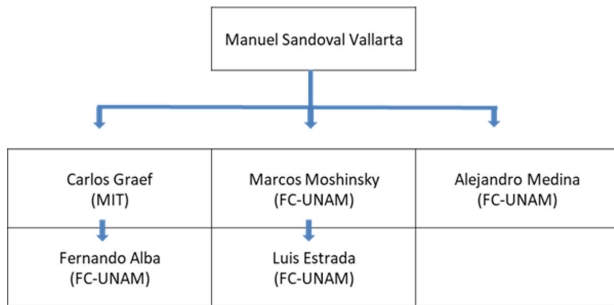 Manuel Sandoval Vallarta
Carlos Graef
(MIT)
Marcos Moshinsky
(FC-UNAM)
Alejandro Medina
(FC-UNAM)
Fernando Alba
(FC-UNAM)
Luis Estrada
(FC-UNAM)